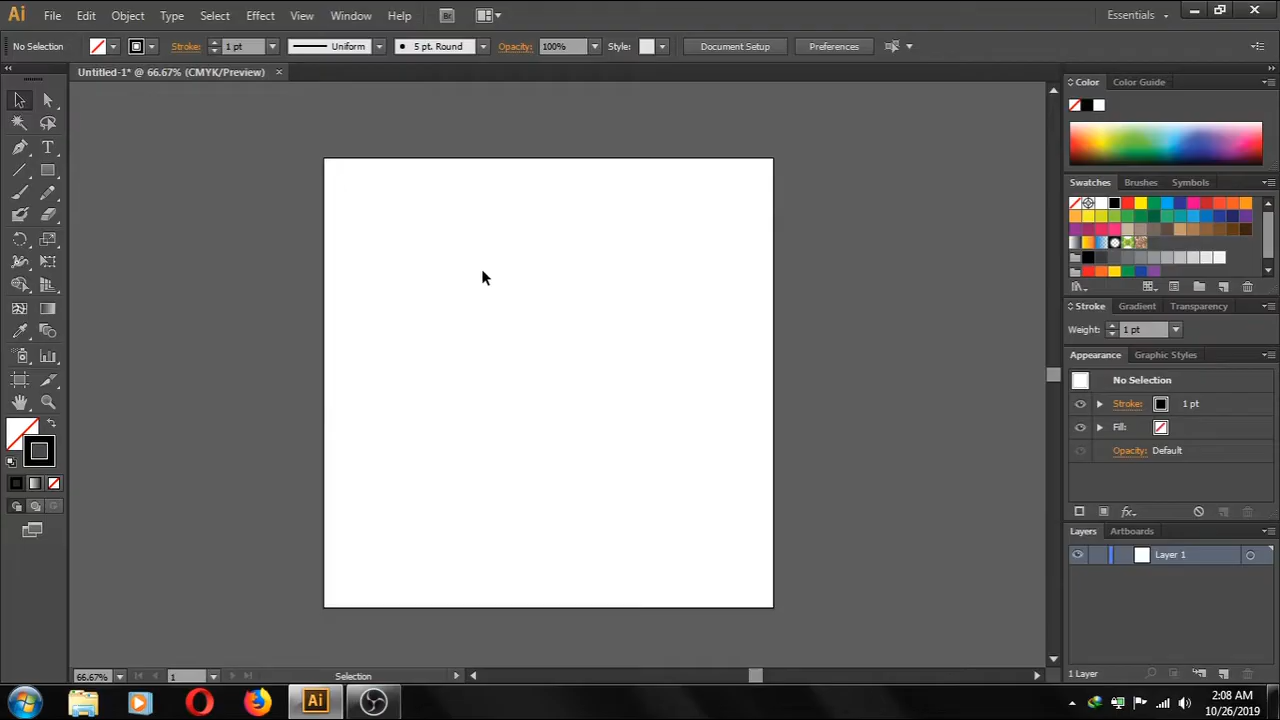 Ai File Edit Object Type Select Effect View Window Help Br Essentials
No Selection Stroke: 1 pt Uniform 5 pt. Round Opacity: 100% Style: Document Setup Preferences
Untitled-1* @ 66.67% (CMYK/Preview)
Color Color Guide
Swatches Brushes Symbols
Stroke Gradient Transparency
Weight: 1 pt
Appearance Graphic Styles
No Selection
Stroke: 1 pt
Fill:
Opacity: Default
fx
Layers Artboards
Layer 1
1 Layer
66.67% 1 Selection
Ai
2:08 AM
10/26/2019